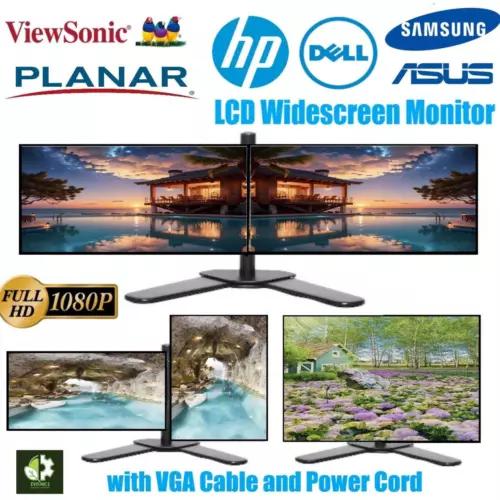 ViewSonic
hp
DELL
SAMSUNG
PLANAR
ASUS
LCD Widescreen Monitor
FULL HD
1080P
with VGA Cable and Power Cord